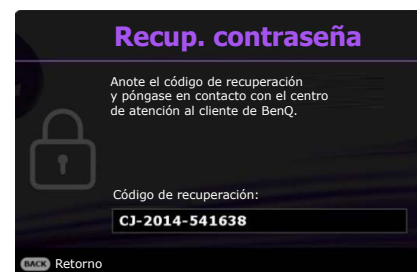 Recup. contraseña
Anote el código de recuperación
y póngase en contacto con el centro
de atención al cliente de BenQ.
Código de recuperación:
CJ-2014-541638
BACK Retorno